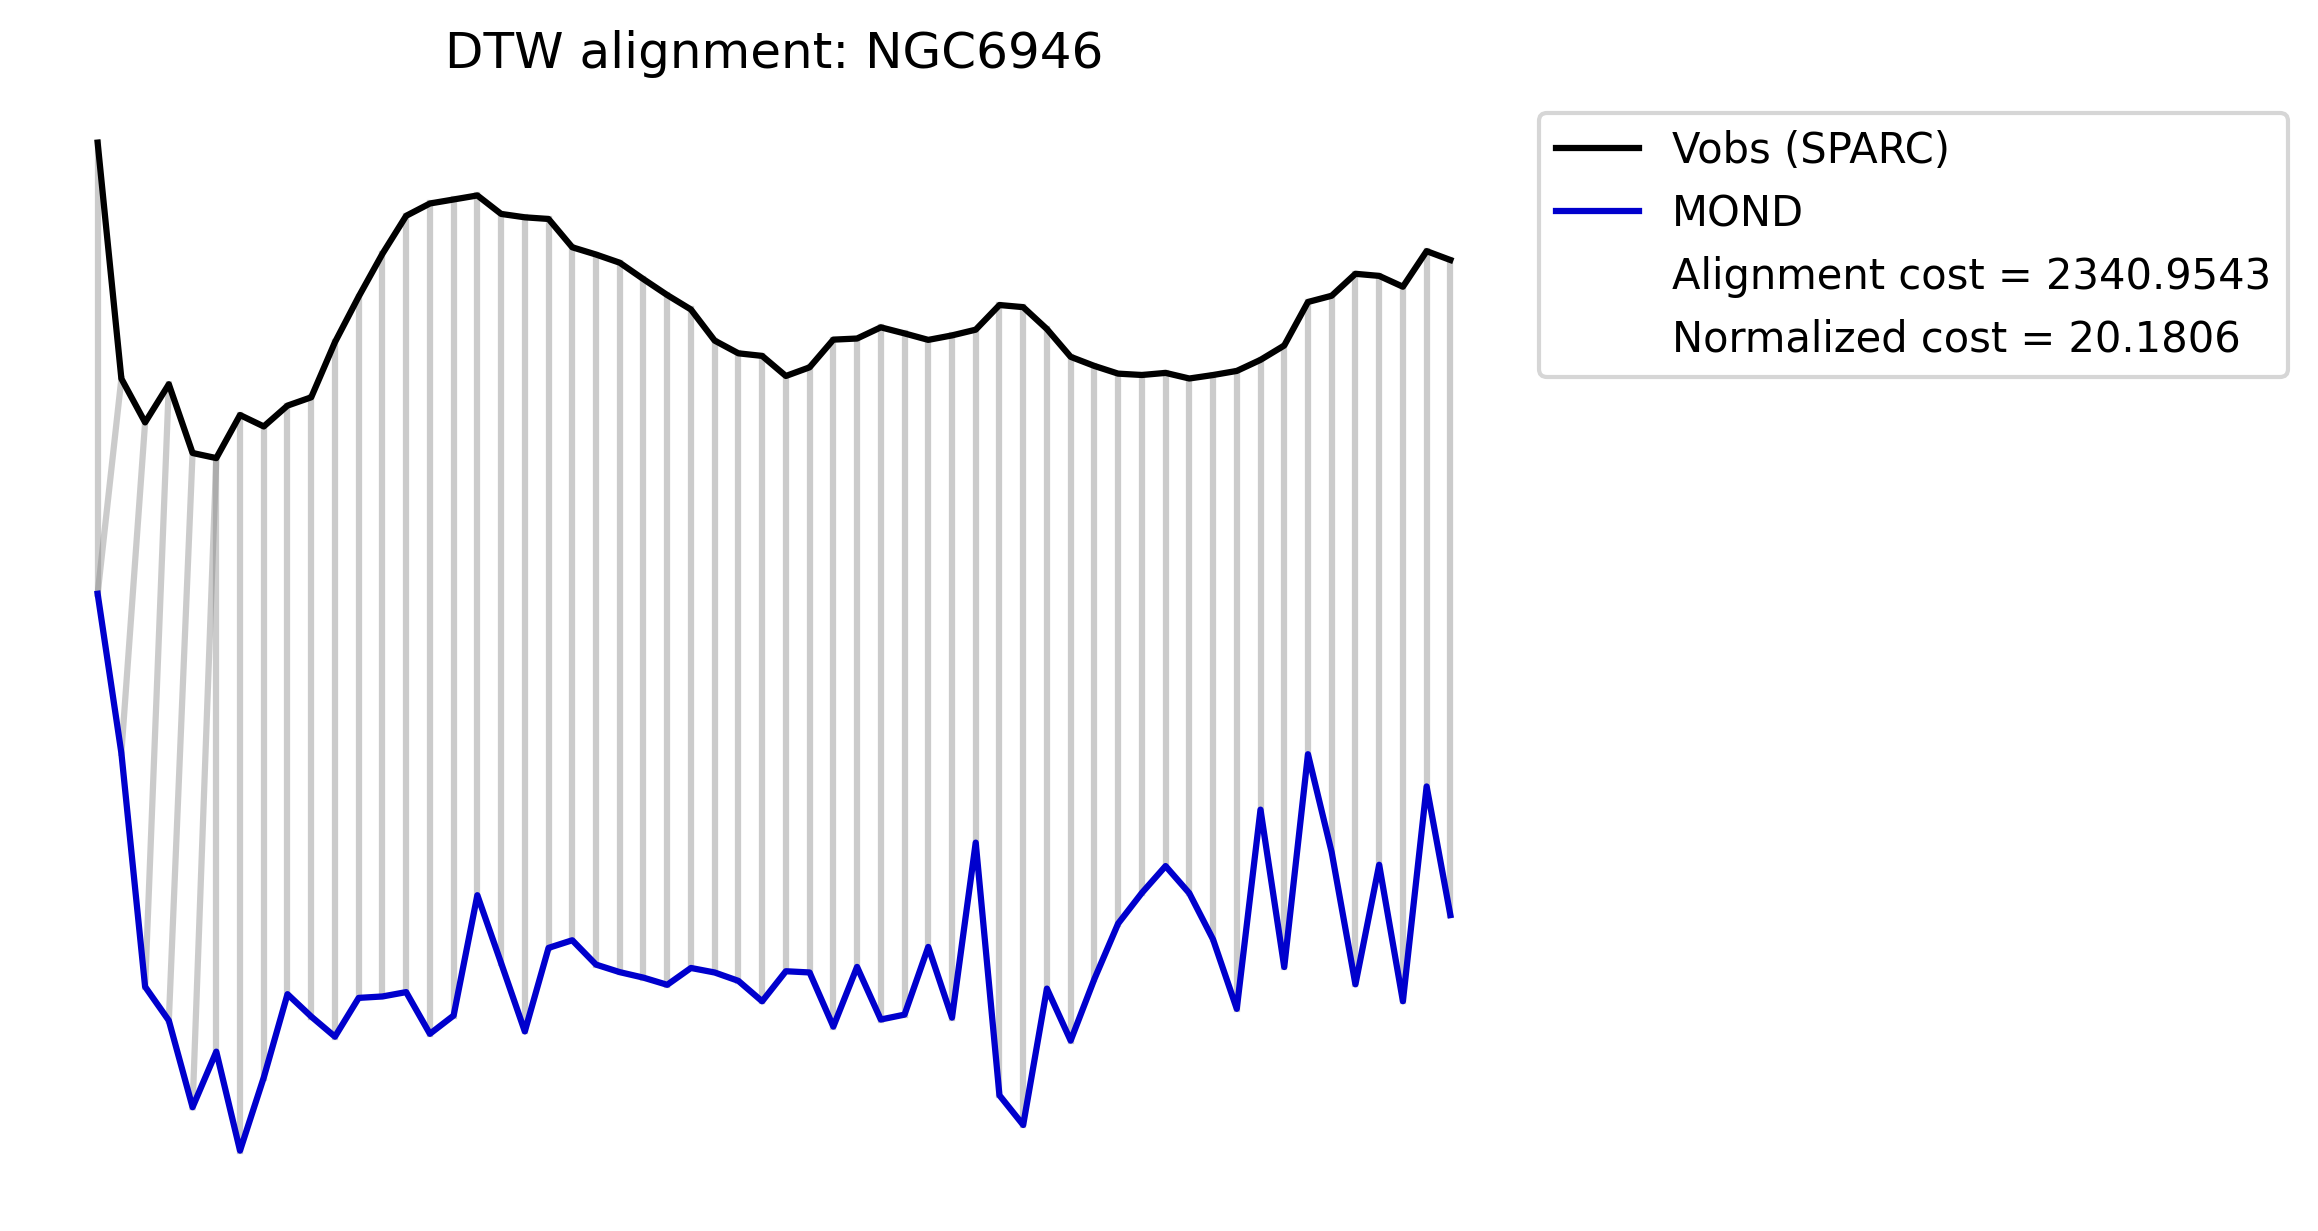 DTW alignment: NGC6946
Vobs (SPARC)
MOND
Alignment cost = 2340.9543
Normalized cost = 20.1806